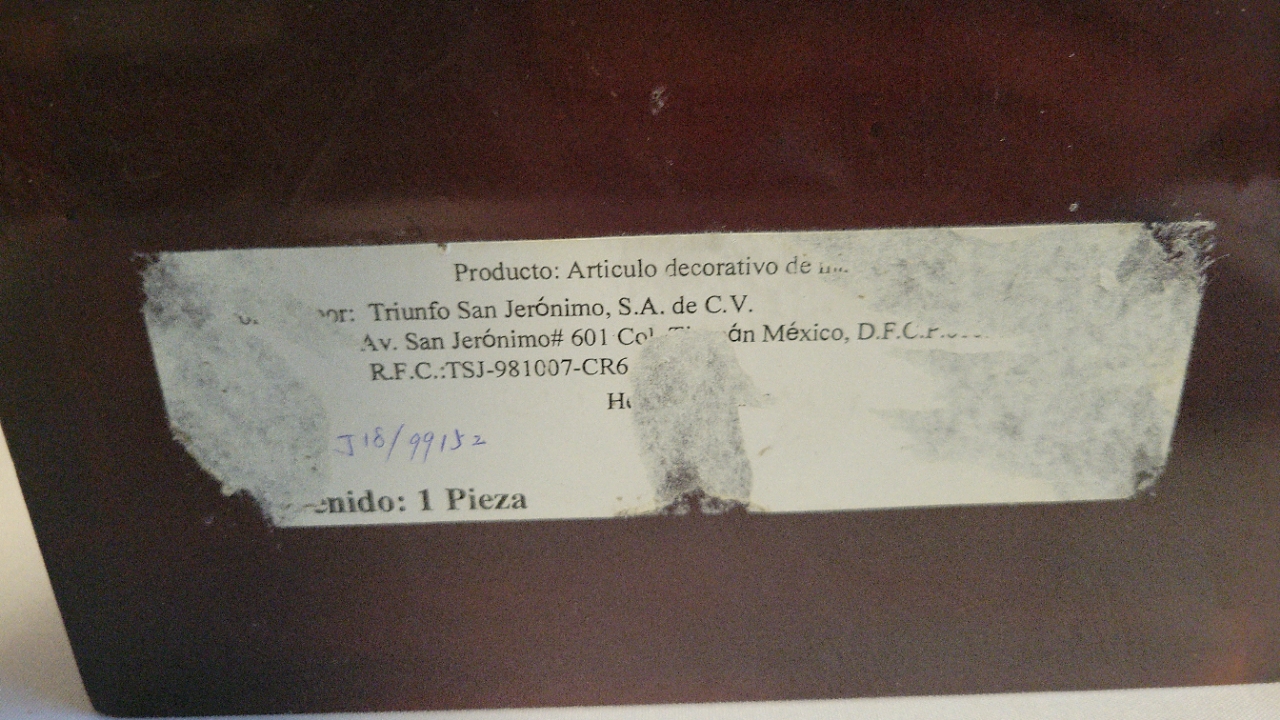 Producto: Articulo decorativo de
Triunfo San Jerónimo, S.A. de C.V.
Av. San Jerónimo# 601 Col. México, D.F.C.P.
R.F.C.:TSJ-981007-CR6
J18/99152
1 Pieza